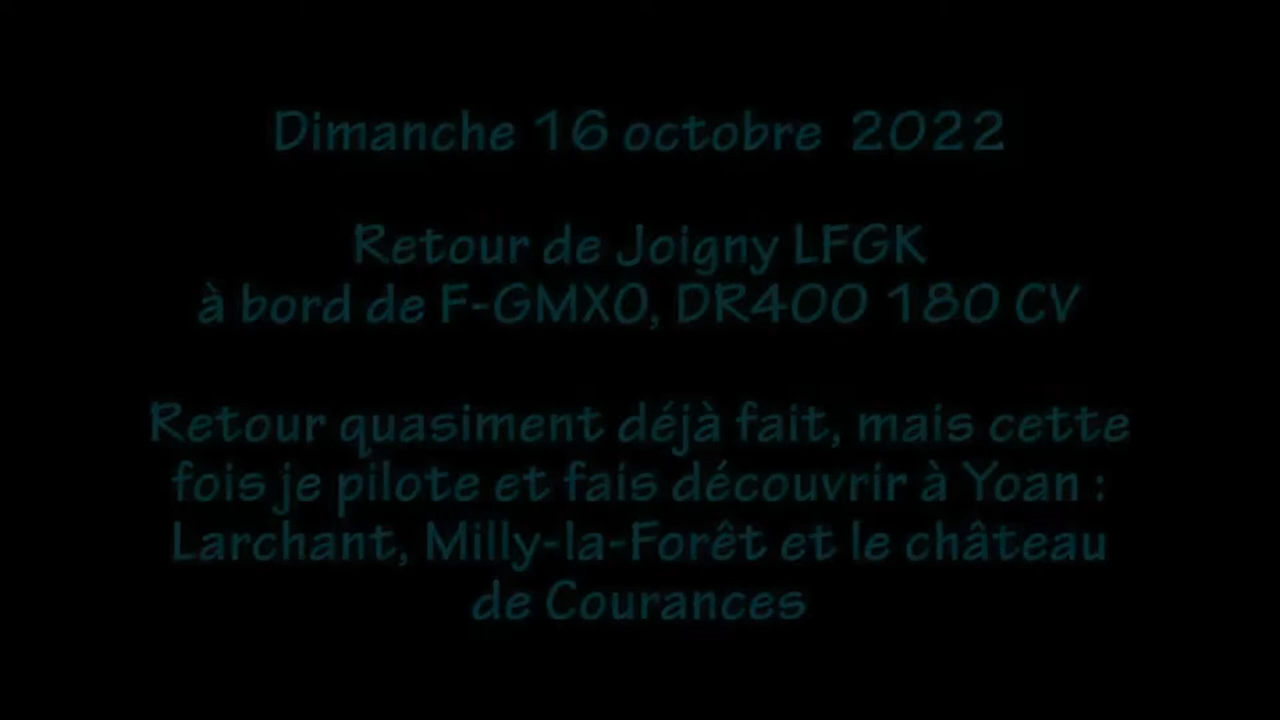 Dimanche 16 octobre 2022
Retour de Joigny LFGK
à bord de F-GMXO, DR400 180 CV
Retour quasiment déjà fait, mais cette
fois je pilote et fais découvrir à Yoan :
Larchant, Milly-la-Forêt et le château
de Courances